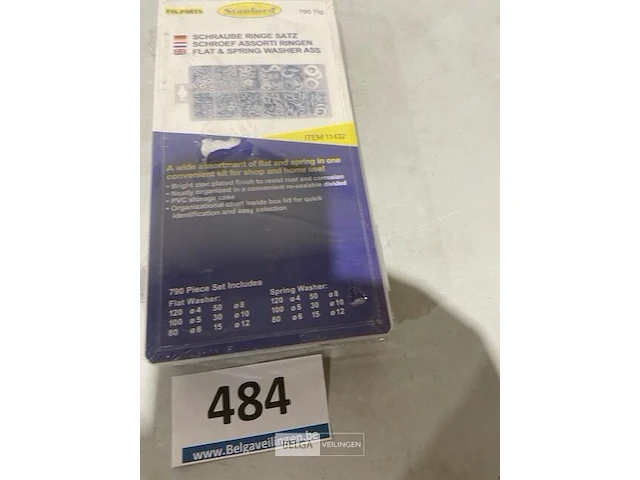 FIX-PARTS
Stanford
790 Tlg
SCHRAUBE RINGE SATZ
SCHROEF ASSORTI RINGEN
FLAT & SPRING WASHER ASS
ITEM 11432
A wide assortment of flat and spring in one
convenient kit for shop and home use!
• Bright zinc plated finish to resist rust and corrosion
• Neatly organized in a convenient re-sealable divided
• PVC storage case
• Organizational chart inside box lid for quick
identification and easy selection
790 Piece Set Includes
Flat Washer:
120 ø4 50 ø8
100 ø5 30 ø10
80 ø6 15 ø12
Spring Washer:
120 ø4 50 ø8
100 ø5 30 ø10
80 ø6 15 ø12
484
www.Belgaveilingen.be
BELGA VEILINGEN